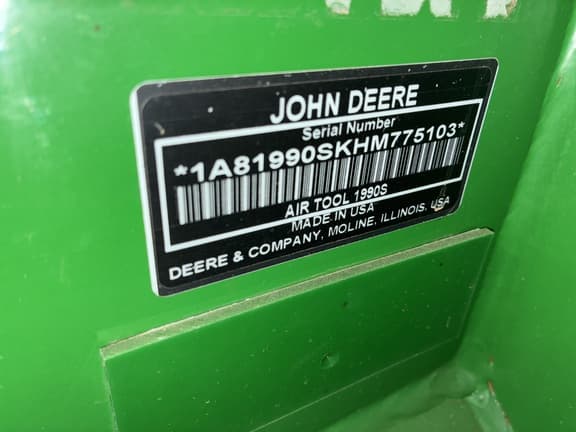 JOHN DEERE
Serial Number
*1A81990SKHM775103*
AIR TOOL 1990S
MADE IN USA
DEERE & COMPANY, MOLINE, ILLINOIS, USA